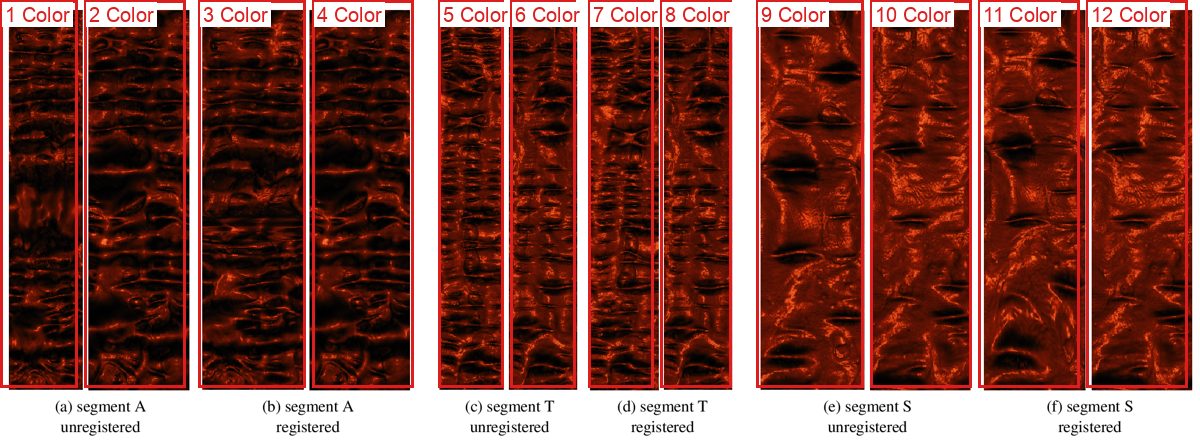 1 Color
2 Color
3 Color
4 Color
5 Color
6 Color
7 Color
8 Color
9 Color
10 Color
11 Color
12 Color
(a) segment A
unregistered
(b) segment A
registered
(c) segment T
unregistered
(d) segment T
registered
(e) segment S
unregistered
(f) segment S
registered